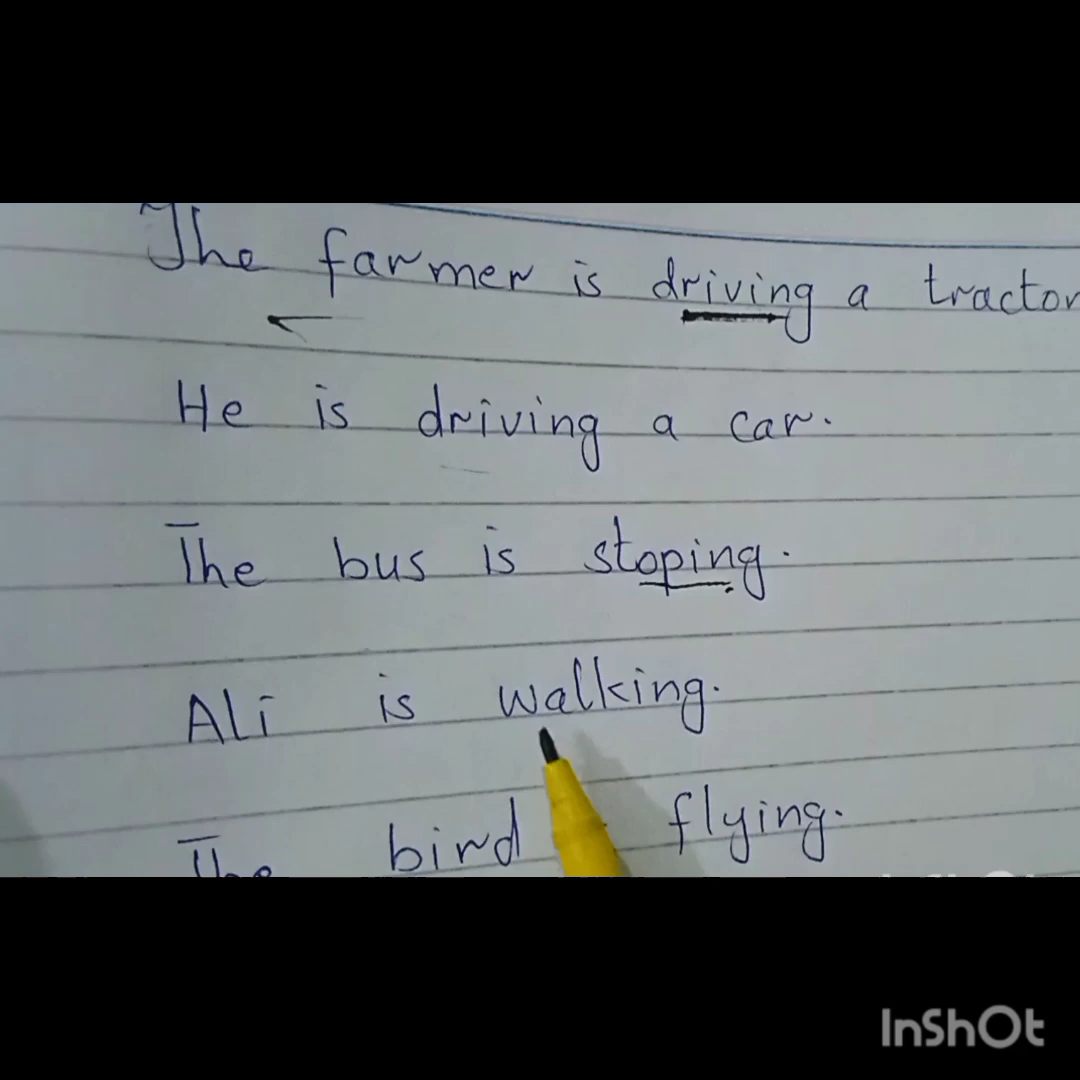 The farmer is driving a tractor
He is driving a car.
The bus is stoping.
Ali is walking.
The bird flying.
InShOt